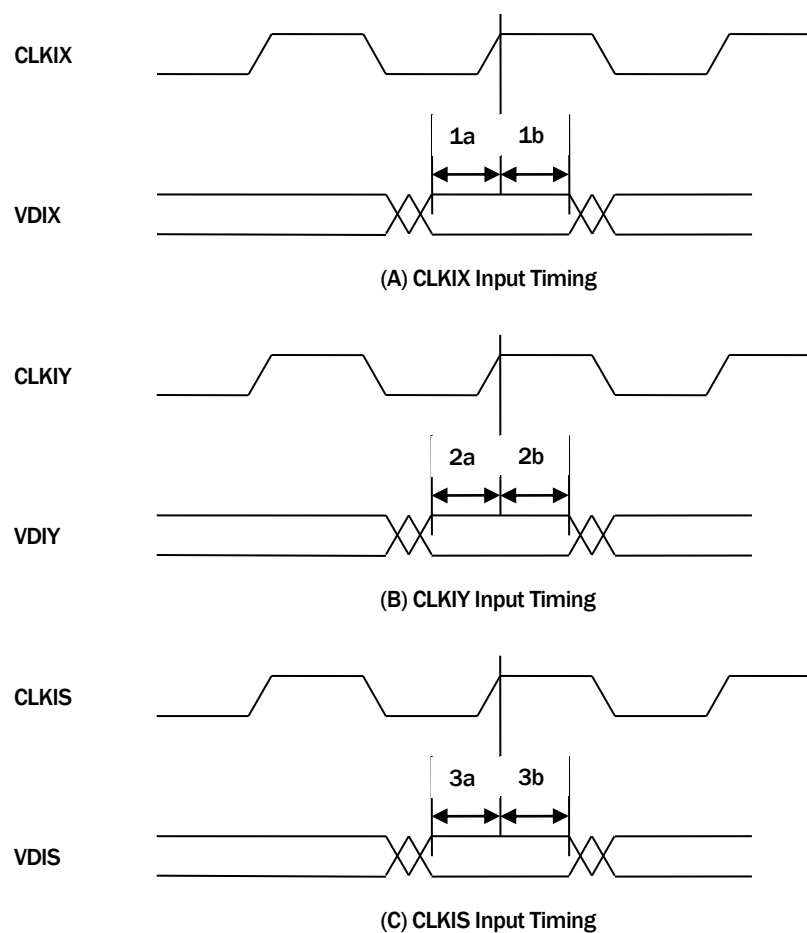 CLKIX
1a 1b
VDIX
(A) CLKIX Input Timing
CLKIY
2a 2b
VDIY
(B) CLKIY Input Timing
CLKIS
3a 3b
VDIS
(C) CLKIS Input Timing